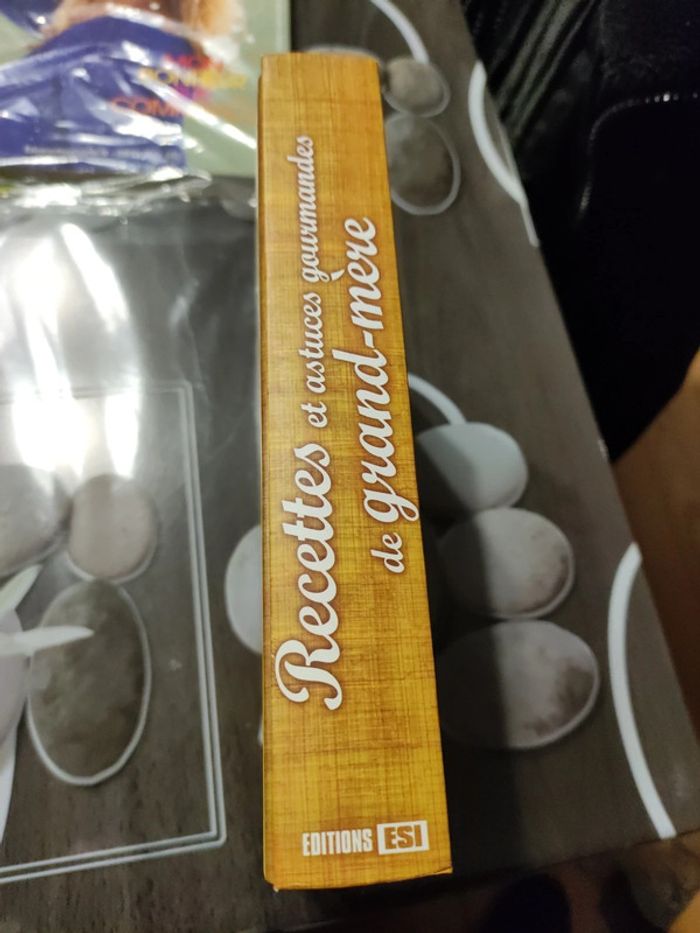 Recettes et astuces gourmandes
de grand-mère
EDITIONS ESI